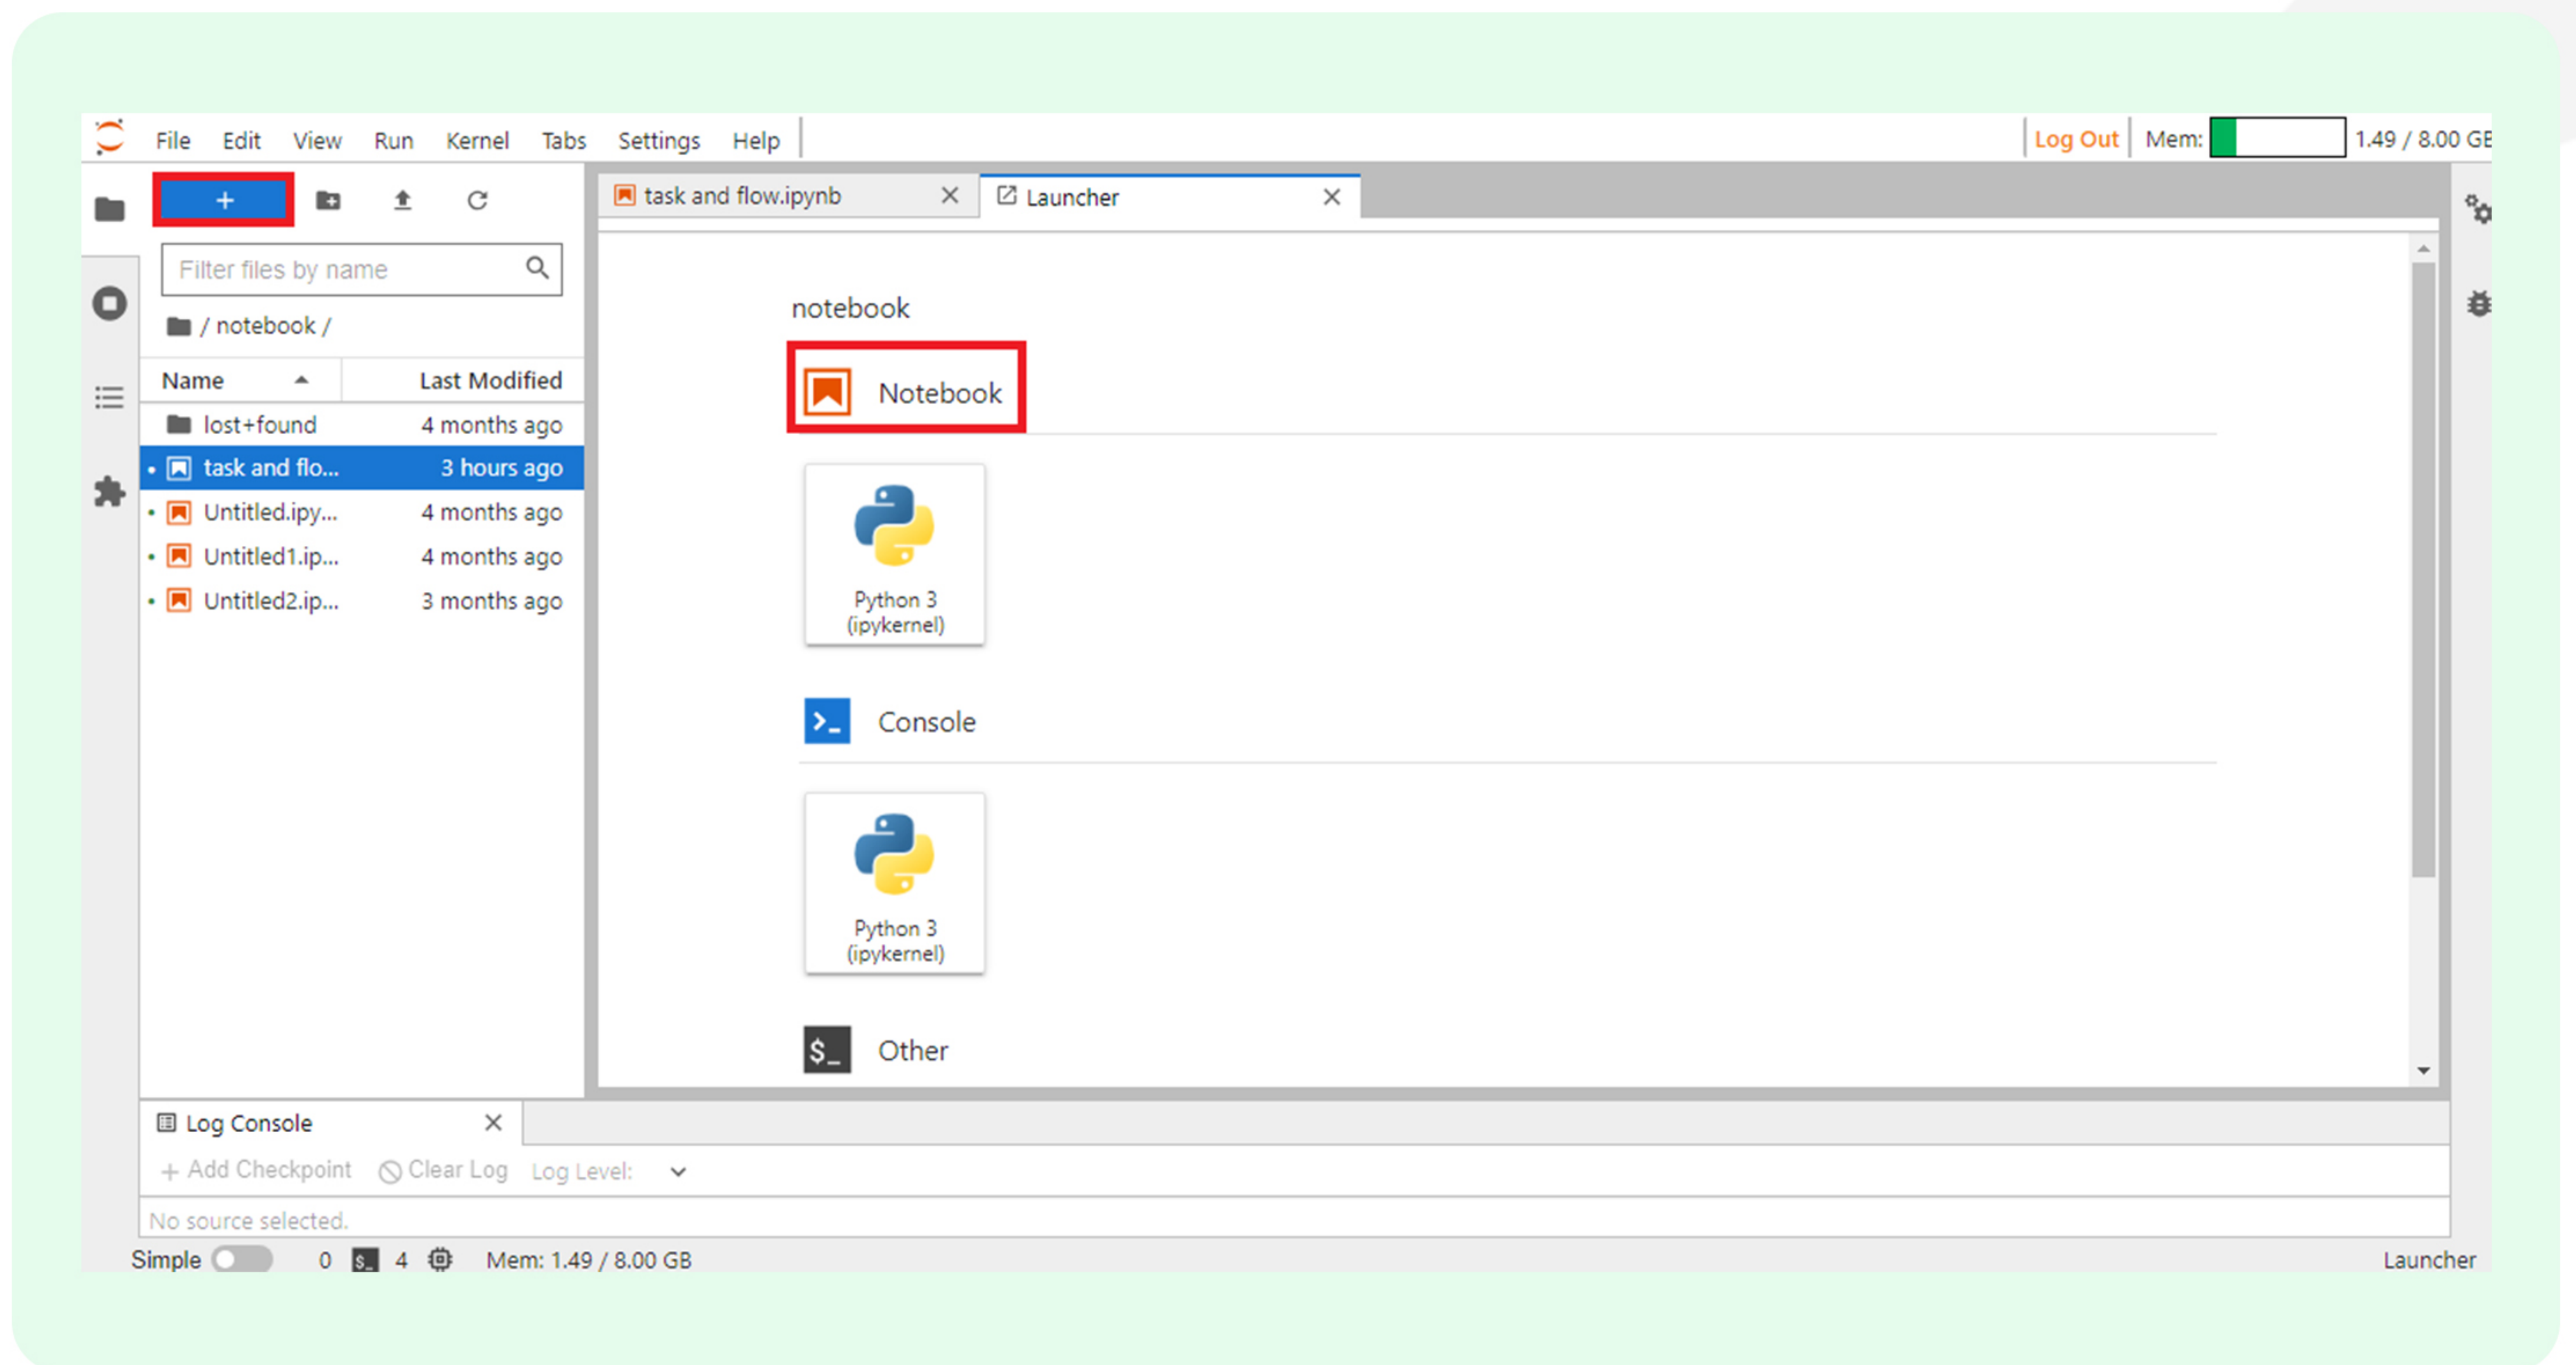 File Edit View Run Kernel Tabs Settings Help
Log Out Mem: 1.49 / 8.00 GB
+
task and flow.ipynb
Launcher
Filter files by name
/ notebook /
Name Last Modified
lost+found 4 months ago
task and flo... 3 hours ago
Untitled.ipy... 4 months ago
Untitled1.ip... 4 months ago
Untitled2.ip... 3 months ago
notebook
Notebook
Python 3
(ipykernel)
>_ Console
Python 3
(ipykernel)
$_ Other
Log Console
+ Add Checkpoint Clear Log Log Level:
No source selected.
Simple 0 $_ 4 Mem: 1.49 / 8.00 GB
Launcher